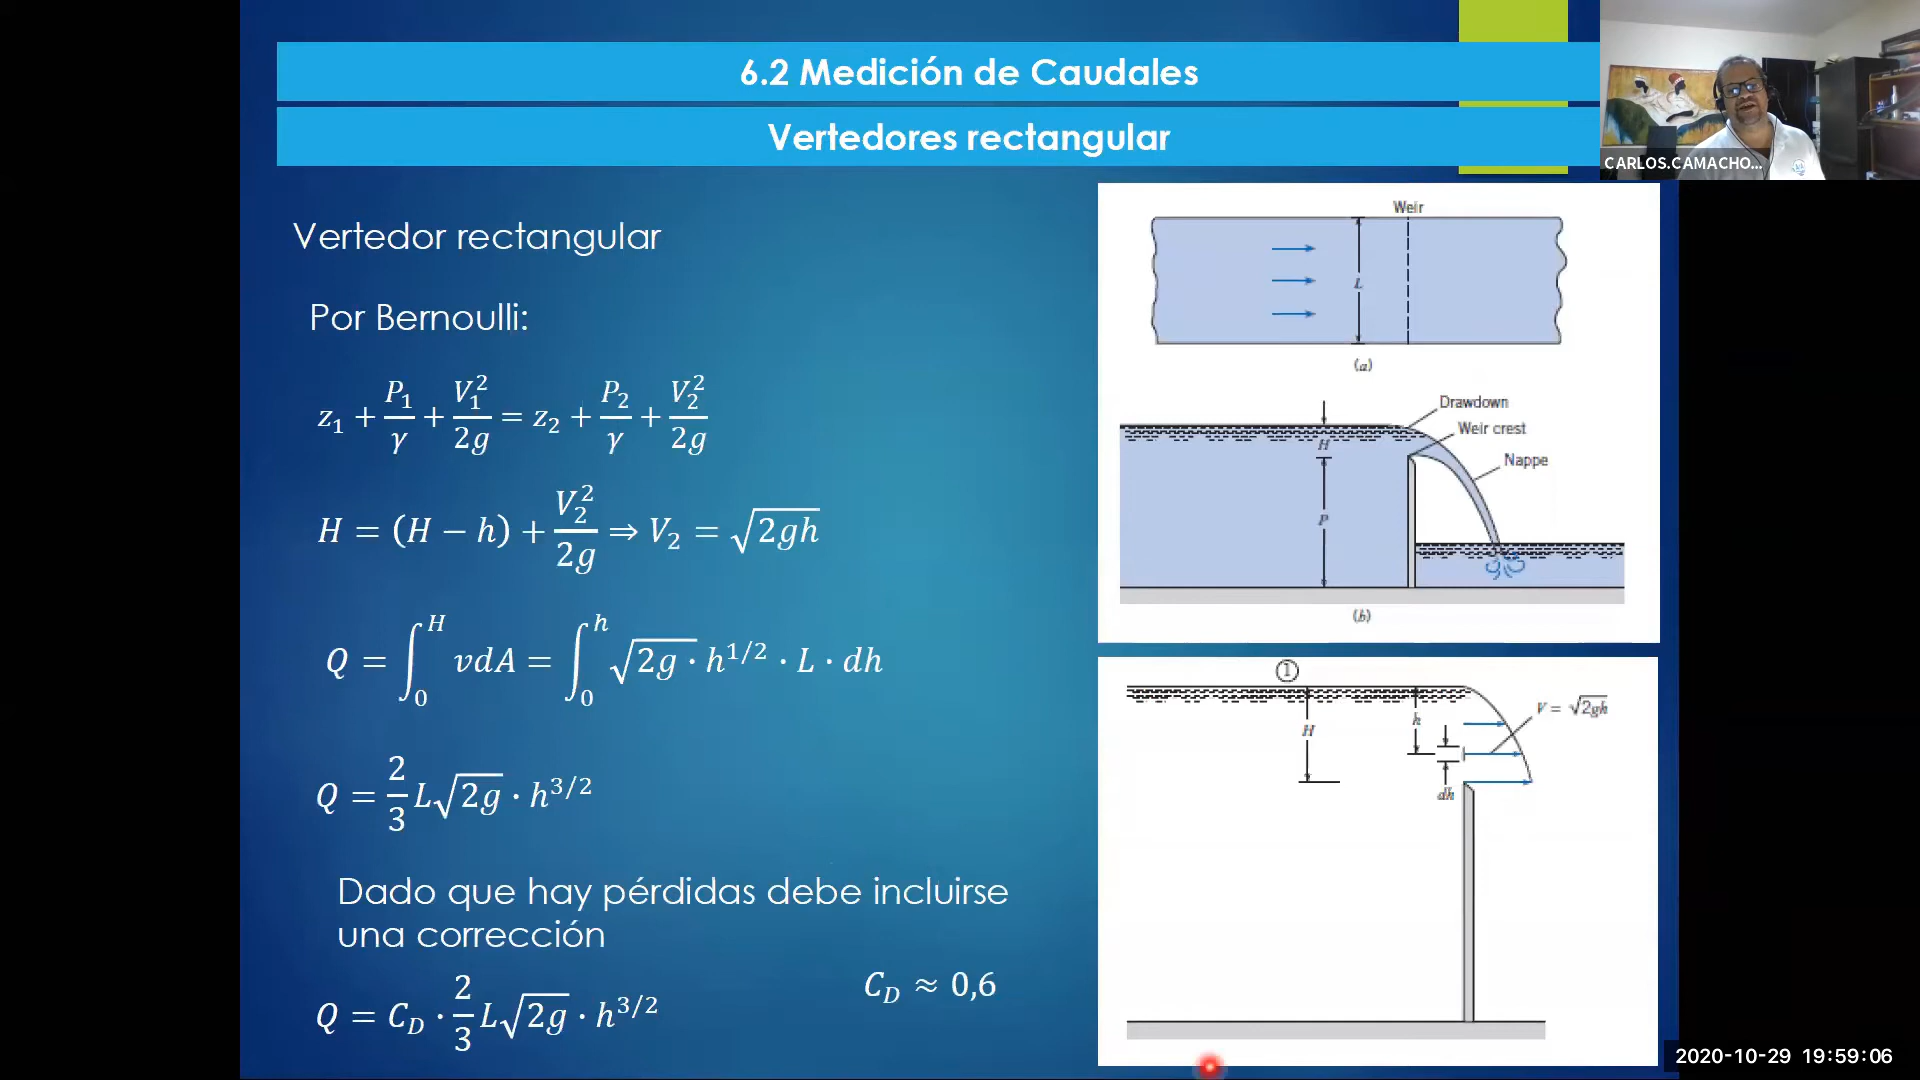 6.2 Medición de Caudales
Vertedores rectangular
CARLOS.CAMACHO...
Vertedor rectangular
Por Bernoulli:
z₁ + P₁/γ + V₁²/2g = z₂ + P₂/γ + V₂²/2g
H = (H − h) + V₂²/2g ⇒ V₂ = √2gh
Q = ∫₀ᴴ vdA = ∫₀ʰ √2g · h^1/2 · L · dh
Q = 2/3 L√2g · h^3/2
Dado que hay pérdidas debe incluirse
una corrección
Q = C_D · 2/3 L√2g · h^3/2
C_D ≈ 0,6
Weir
L
(a)
Drawdown
Weir crest
Nappe
H
P
(b)
①
H
h
V = √2gh
dh
2020-10-29 19:59:06